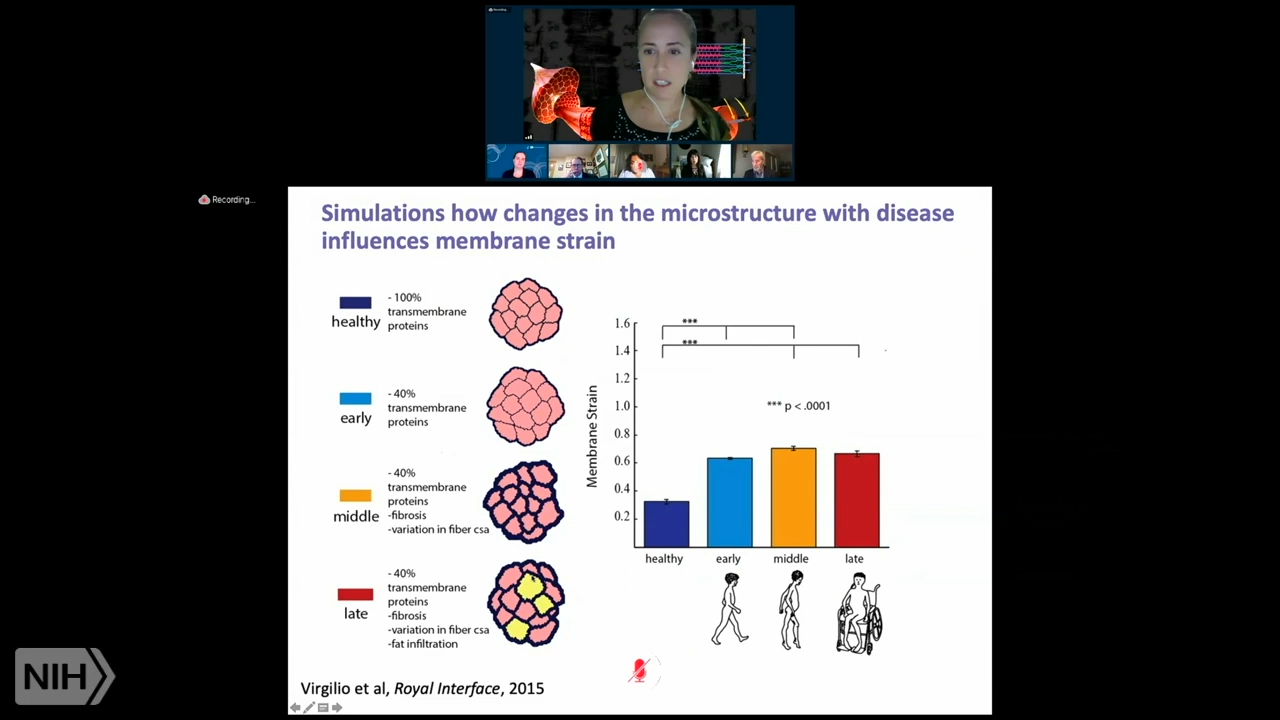 Recording...
Simulations how changes in the microstructure with disease
influences membrane strain
healthy
- 100%
transmembrane
proteins
early
- 40%
transmembrane
proteins
middle
- 40%
transmembrane
proteins
-fibrosis
-variation in fiber csa
late
- 40%
transmembrane
proteins
-fibrosis
-variation in fiber csa
-fat infiltration
Membrane Strain
1.6
1.4
1.2
1.0
0.8
0.6
0.4
0.2
***
***
*** p < .0001
healthy
early
middle
late
Virgilio et al, Royal Interface, 2015
NIH